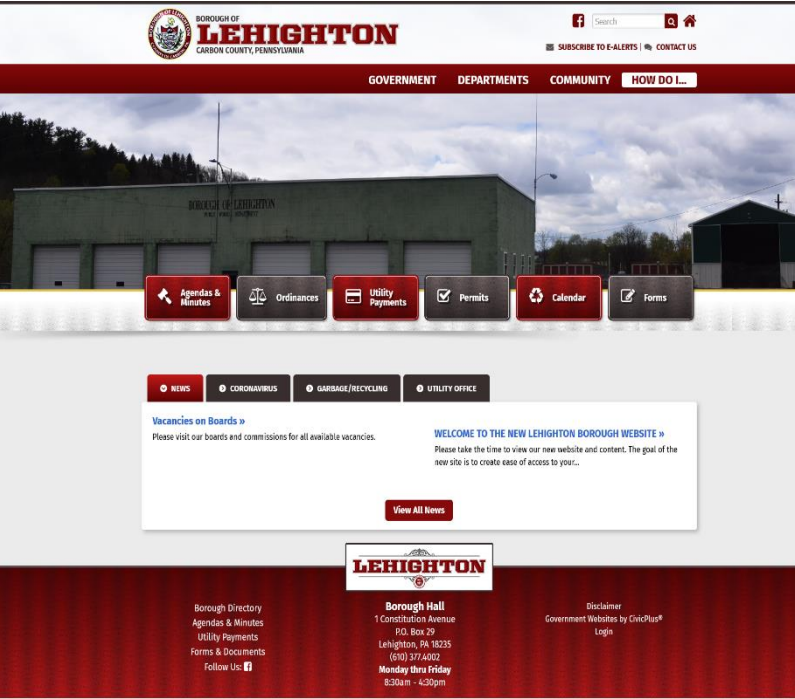 BOROUGH OF
LEHIGHTON
CARBON COUNTY, PENNSYLVANIA
Search
SUBSCRIBE TO E-ALERTS | CONTACT US
GOVERNMENT DEPARTMENTS COMMUNITY HOW DO I...
BOROUGH OF LEHIGHTON
Agendas &
Minutes
Ordinances
Utility
Payments
Permits
Calendar
Forms
NEWS CORONAVIRUS GARBAGE/RECYCLING UTILITY OFFICE
Vacancies on Boards »
Please visit our boards and commissions for all available vacancies.
WELCOME TO THE NEW LEHIGHTON BOROUGH WEBSITE »
Please take the time to view our new website and content. The goal of the
new site is to create ease of access to your...
View All News
LEHIGHTON
Borough Directory
Agendas & Minutes
Utility Payments
Forms & Documents
Follow Us:
Borough Hall
1 Constitution Avenue
P.O. Box 29
Lehighton, PA 18235
(610) 377.4002
Monday thru Friday
8:30am - 4:30pm
Disclaimer
Government Websites by CivicPlus®
Login